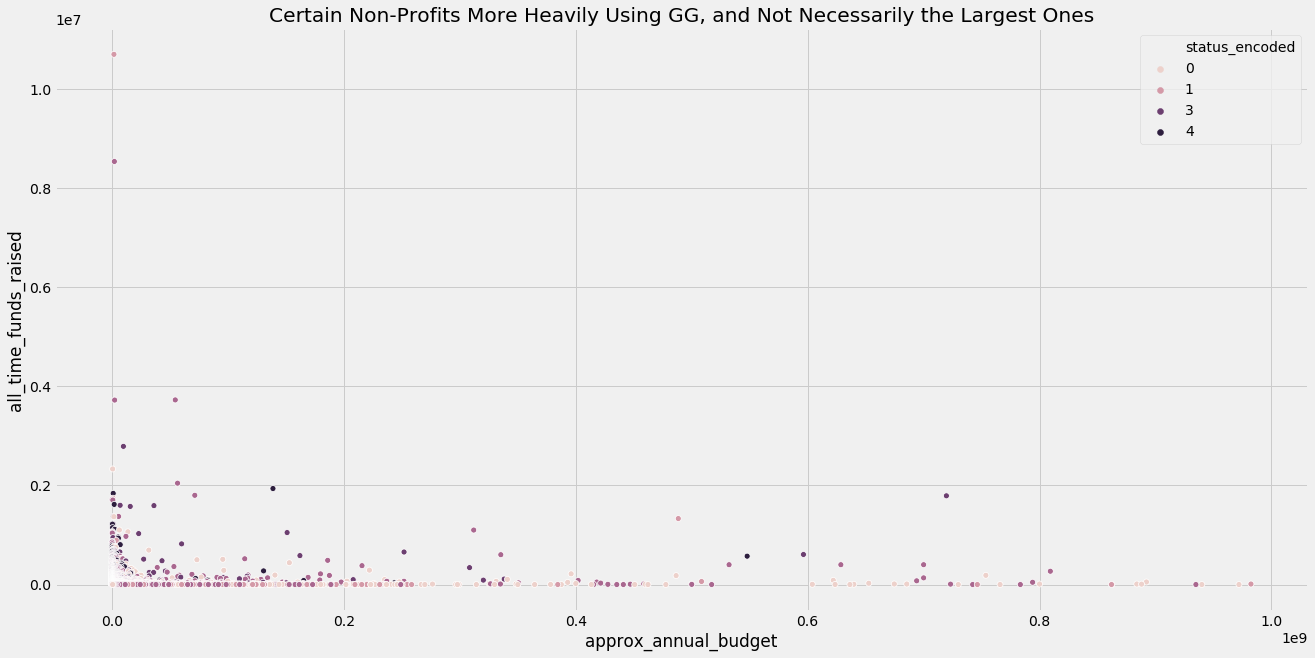 Certain Non-Profits More Heavily Using GG, and Not Necessarily the Largest Ones
1e7
status_encoded
0
1
3
4
1.0
0.8
0.6
0.4
0.2
0.0
all_time_funds_raised
0.0 0.2 0.4 0.6 0.8 1.0
1e9
approx_annual_budget